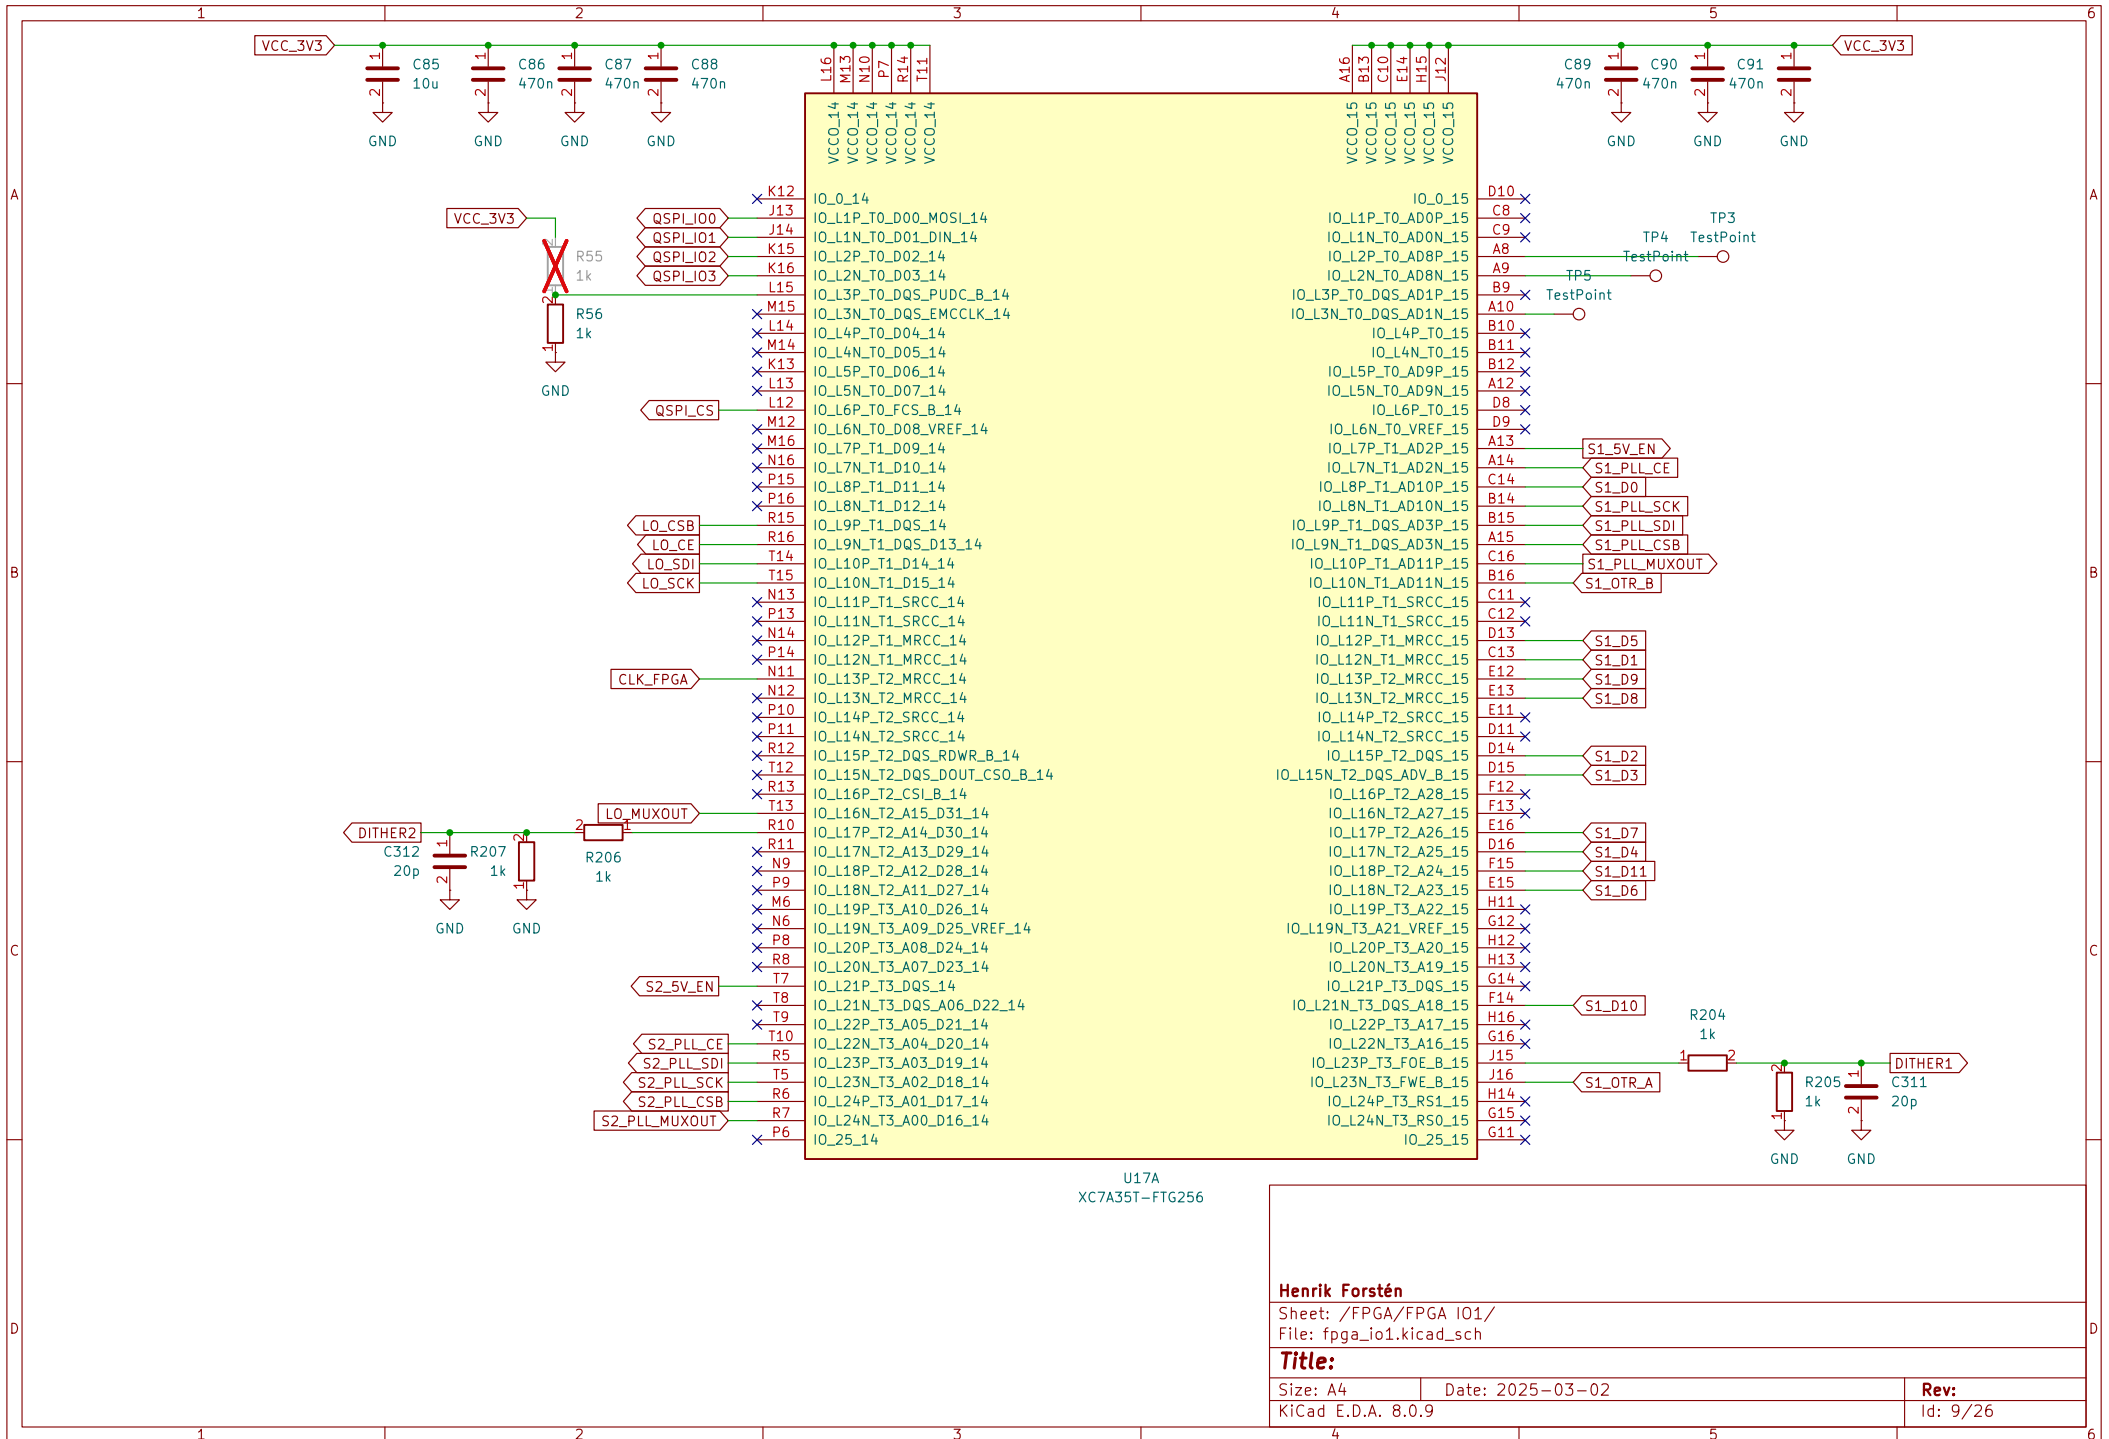 1 2 3 4 5 6
VCC_3V3
C85
10u
C86
470n
C87
470n
C88
470n
GND GND GND GND
L16 M13 N10 P7 R14 T11
VCCO_14 VCCO_14 VCCO_14 VCCO_14 VCCO_14 VCCO_14
A16 B13 C10 E14 H15 J12
VCCO_15 VCCO_15 VCCO_15 VCCO_15 VCCO_15 VCCO_15
C89
470n
C90
470n
C91
470n
VCC_3V3
GND GND GND
A A
B B
C C
D D
VCC_3V3
R55
1k
R56
1k
GND
K12 IO_0_14
QSPI_IO0 J13 IO_L1P_T0_D00_MOSI_14
QSPI_IO1 J14 IO_L1N_T0_D01_DIN_14
QSPI_IO2 K15 IO_L2P_T0_D02_14
QSPI_IO3 K16 IO_L2N_T0_D03_14
L15 IO_L3P_T0_DQS_PUDC_B_14
M15 IO_L3N_T0_DQS_EMCCLK_14
L14 IO_L4P_T0_D04_14
M14 IO_L4N_T0_D05_14
K13 IO_L5P_T0_D06_14
L13 IO_L5N_T0_D07_14
QSPI_CS L12 IO_L6P_T0_FCS_B_14
M12 IO_L6N_T0_D08_VREF_14
M16 IO_L7P_T1_D09_14
N16 IO_L7N_T1_D10_14
P15 IO_L8P_T1_D11_14
P16 IO_L8N_T1_D12_14
LO_CSB R15 IO_L9P_T1_DQS_14
LO_CE R16 IO_L9N_T1_DQS_D13_14
LO_SDI T14 IO_L10P_T1_D14_14
LO_SCK T15 IO_L10N_T1_D15_14
N13 IO_L11P_T1_SRCC_14
P13 IO_L11N_T1_SRCC_14
N14 IO_L12P_T1_MRCC_14
P14 IO_L12N_T1_MRCC_14
CLK_FPGA N11 IO_L13P_T2_MRCC_14
N12 IO_L13N_T2_MRCC_14
P10 IO_L14P_T2_SRCC_14
P11 IO_L14N_T2_SRCC_14
R12 IO_L15P_T2_DQS_RDWR_B_14
T12 IO_L15N_T2_DQS_DOUT_CSO_B_14
R13 IO_L16P_T2_CSI_B_14
LO_MUXOUT T13 IO_L16N_T2_A15_D31_14
DITHER2 2 1 R10 IO_L17P_T2_A14_D30_14
R11 IO_L17N_T2_A13_D29_14
N9 IO_L18P_T2_A12_D28_14
P9 IO_L18N_T2_A11_D27_14
M6 IO_L19P_T3_A10_D26_14
N6 IO_L19N_T3_A09_D25_VREF_14
P8 IO_L20P_T3_A08_D24_14
R8 IO_L20N_T3_A07_D23_14
S2_5V_EN T7 IO_L21P_T3_DQS_14
T8 IO_L21N_T3_DQS_A06_D22_14
T9 IO_L22P_T3_A05_D21_14
S2_PLL_CE T10 IO_L22N_T3_A04_D20_14
S2_PLL_SDI R5 IO_L23P_T3_A03_D19_14
S2_PLL_SCK T5 IO_L23N_T3_A02_D18_14
S2_PLL_CSB R6 IO_L24P_T3_A01_D17_14
S2_PLL_MUXOUT R7 IO_L24N_T3_A00_D16_14
P6 IO_25_14
C312
20p
R207
1k
R206
1k
GND GND
IO_0_15 D10
IO_L1P_T0_AD0P_15 C8
IO_L1N_T0_AD0N_15 C9
IO_L2P_T0_AD8P_15 A8
IO_L2N_T0_AD8N_15 A9
IO_L3P_T0_DQS_AD1P_15 B9
IO_L3N_T0_DQS_AD1N_15 A10
IO_L4P_T0_15 B10
IO_L4N_T0_15 B11
IO_L5P_T0_AD9P_15 B12
IO_L5N_T0_AD9N_15 A12
IO_L6P_T0_15 D8
IO_L6N_T0_VREF_15 D9
IO_L7P_T1_AD2P_15 A13 S1_5V_EN
IO_L7N_T1_AD2N_15 A14 S1_PLL_CE
IO_L8P_T1_AD10P_15 C14 S1_D0
IO_L8N_T1_AD10N_15 B14 S1_PLL_SCK
IO_L9P_T1_DQS_AD3P_15 B15 S1_PLL_SDI
IO_L9N_T1_DQS_AD3N_15 A15 S1_PLL_CSB
IO_L10P_T1_AD11P_15 C16 S1_PLL_MUXOUT
IO_L10N_T1_AD11N_15 B16 S1_OTR_B
IO_L11P_T1_SRCC_15 C11
IO_L11N_T1_SRCC_15 C12
IO_L12P_T1_MRCC_15 D13 S1_D5
IO_L12N_T1_MRCC_15 C13 S1_D1
IO_L13P_T2_MRCC_15 E12 S1_D9
IO_L13N_T2_MRCC_15 E13 S1_D8
IO_L14P_T2_SRCC_15 E11
IO_L14N_T2_SRCC_15 D11
IO_L15P_T2_DQS_15 D14 S1_D2
IO_L15N_T2_DQS_ADV_B_15 D15 S1_D3
IO_L16P_T2_A28_15 F12
IO_L16N_T2_A27_15 F13
IO_L17P_T2_A26_15 E16 S1_D7
IO_L17N_T2_A25_15 D16 S1_D4
IO_L18P_T2_A24_15 F15 S1_D11
IO_L18N_T2_A23_15 E15 S1_D6
IO_L19P_T3_A22_15 H11
IO_L19N_T3_A21_VREF_15 G12
IO_L20P_T3_A20_15 H12
IO_L20N_T3_A19_15 H13
IO_L21P_T3_DQS_15 G14
IO_L21N_T3_DQS_A18_15 F14 S1_D10
IO_L22P_T3_A17_15 H16
IO_L22N_T3_A16_15 G16
IO_L23P_T3_FOE_B_15 J15 1 2 DITHER1
IO_L23N_T3_FWE_B_15 J16 S1_OTR_A
IO_L24P_T3_RS1_15 H14
IO_L24N_T3_RS0_15 G15
IO_25_15 G11
TP3
TestPoint
TP4
TestPoint
TP5
TestPoint
R204
1k
R205
1k
C311
20p
GND GND
U17A
XC7A35T-FTG256
Henrik Forstén
Sheet: /FPGA/FPGA IO1/
File: fpga_io1.kicad_sch
Title:
Size: A4 Date: 2025-03-02 Rev:
KiCad E.D.A. 8.0.9 Id: 9/26
1 2 3 4 5 6